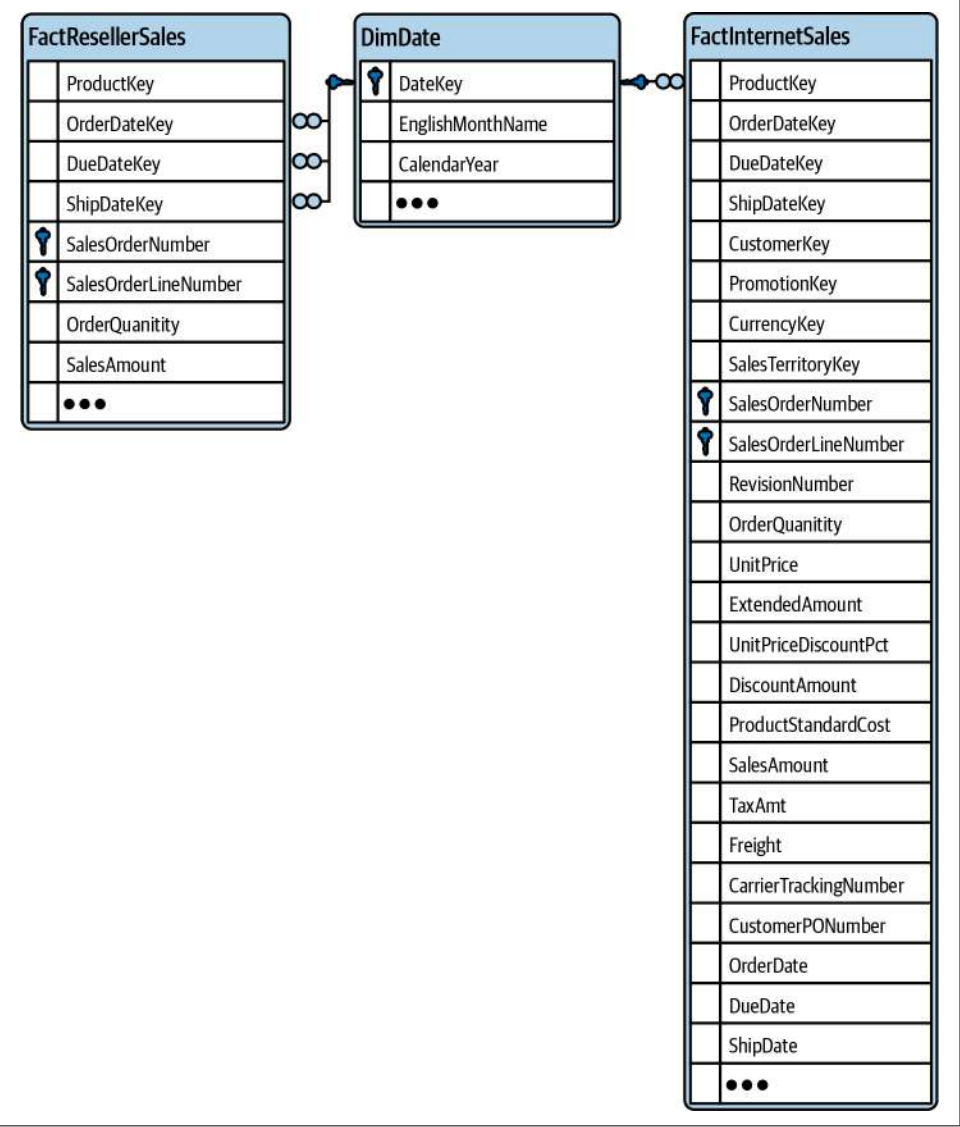 FactResellerSales
ProductKey
OrderDateKey
DueDateKey
ShipDateKey
SalesOrderNumber
SalesOrderLineNumber
OrderQuanitity
SalesAmount
DimDate
DateKey
EnglishMonthName
CalendarYear
FactInternetSales
ProductKey
OrderDateKey
DueDateKey
ShipDateKey
CustomerKey
PromotionKey
CurrencyKey
SalesTerritoryKey
SalesOrderNumber
SalesOrderLineNumber
RevisionNumber
OrderQuanitity
UnitPrice
ExtendedAmount
UnitPriceDiscountPct
DiscountAmount
ProductStandardCost
SalesAmount
TaxAmt
Freight
CarrierTrackingNumber
CustomerPONumber
OrderDate
DueDate
ShipDate